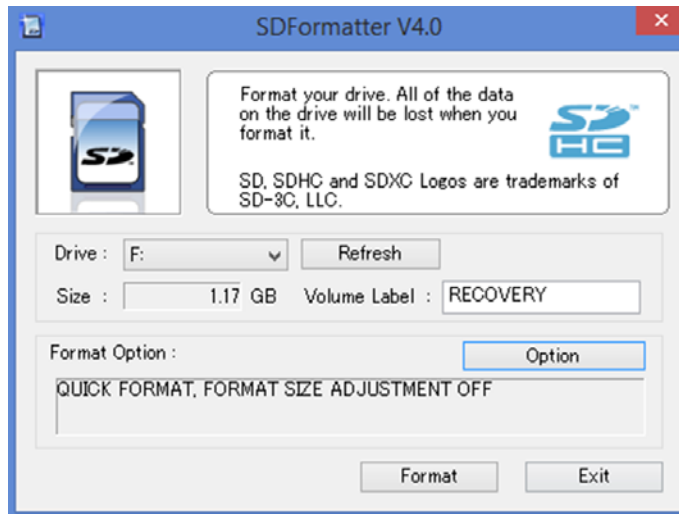 SDFormatter V4.0
Format your drive. All of the data
on the drive will be lost when you
format it.
SD, SDHC and SDXC Logos are trademarks of
SD-3C, LLC.
SD
SD
HC
™
Drive : F: Refresh
Size : 1.17 GB Volume Label : RECOVERY
Format Option : Option
QUICK FORMAT, FORMAT SIZE ADJUSTMENT OFF
Format Exit